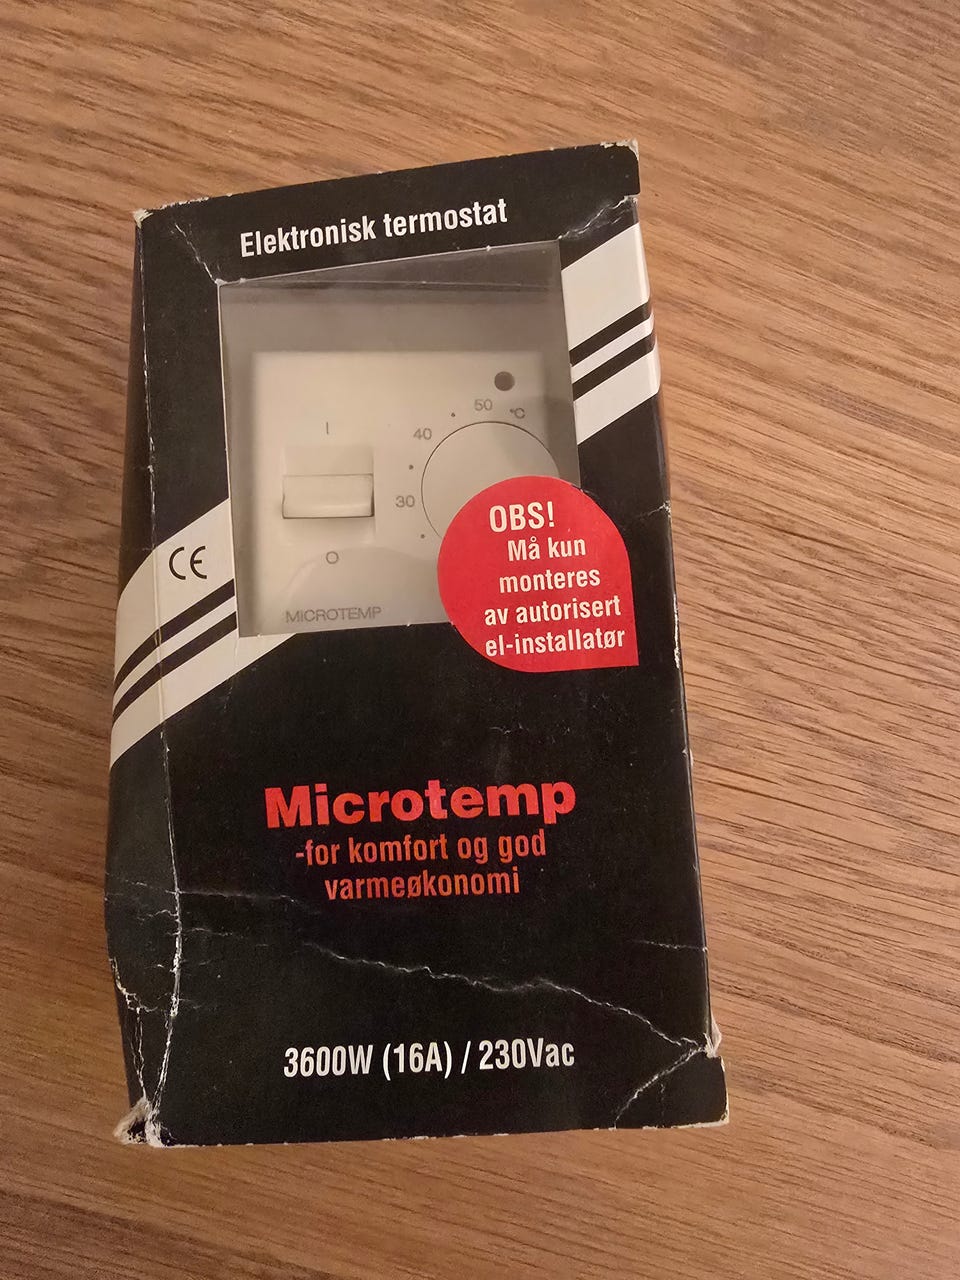 Elektronisk termostat
50
°C
40
I
30
O
MICROTEMP
OBS!
Må kun
monteres
av autorisert
el-installatør
CE
Microtemp
-for komfort og god
varmeøkonomi
3600W (16A) / 230Vac